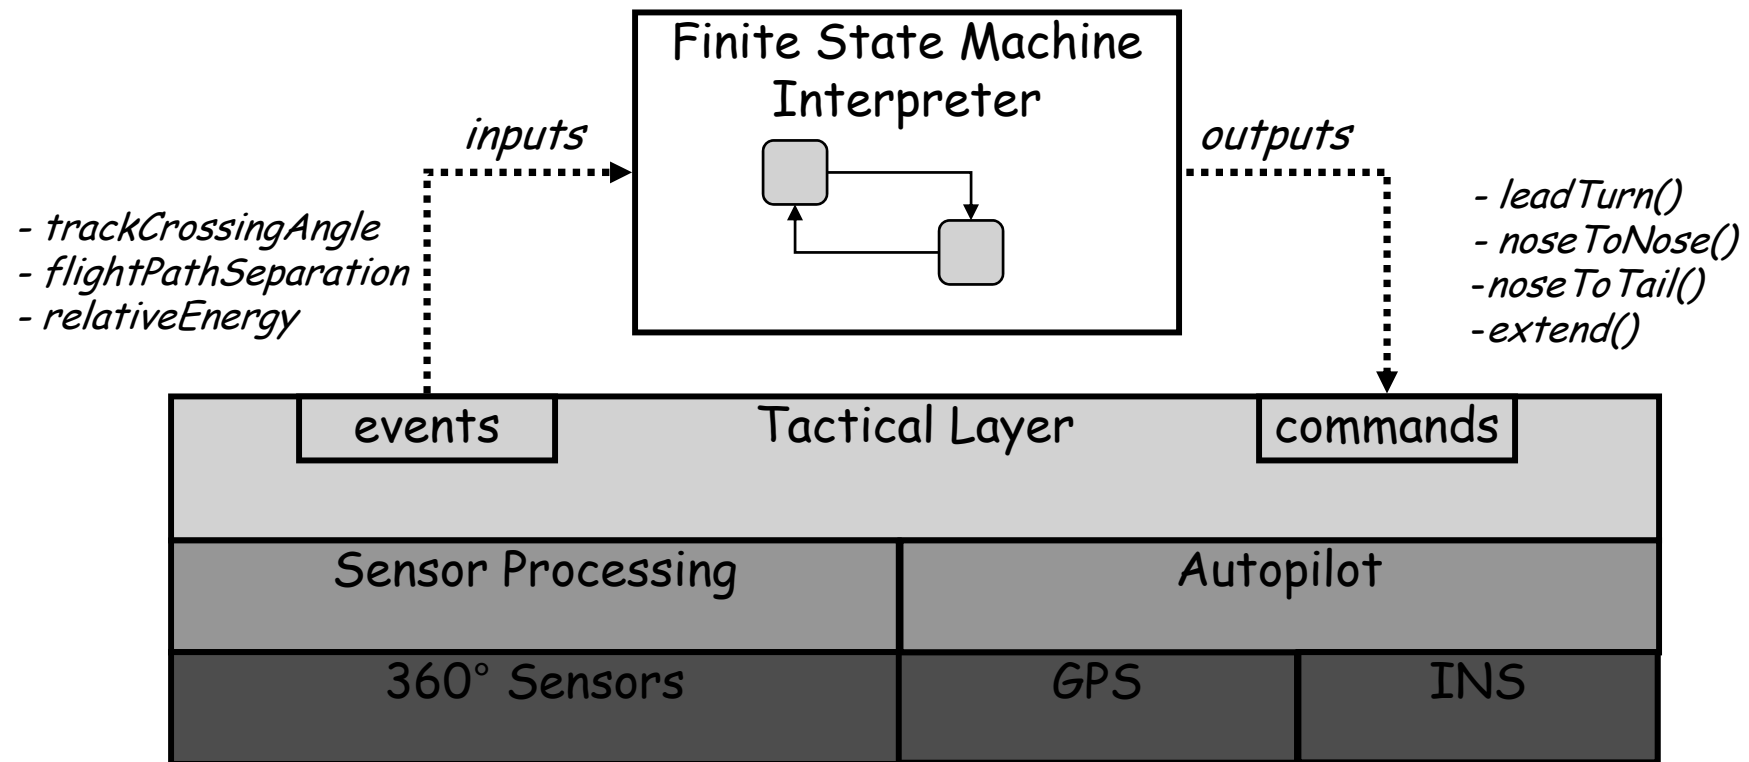 Finite State Machine
Interpreter
inputs
outputs
- trackCrossingAngle
- flightPathSeparation
- relativeEnergy
- leadTurn()
- noseToNose()
-noseToTail()
-extend()
events
Tactical Layer
commands
Sensor Processing
Autopilot
360° Sensors
GPS
INS